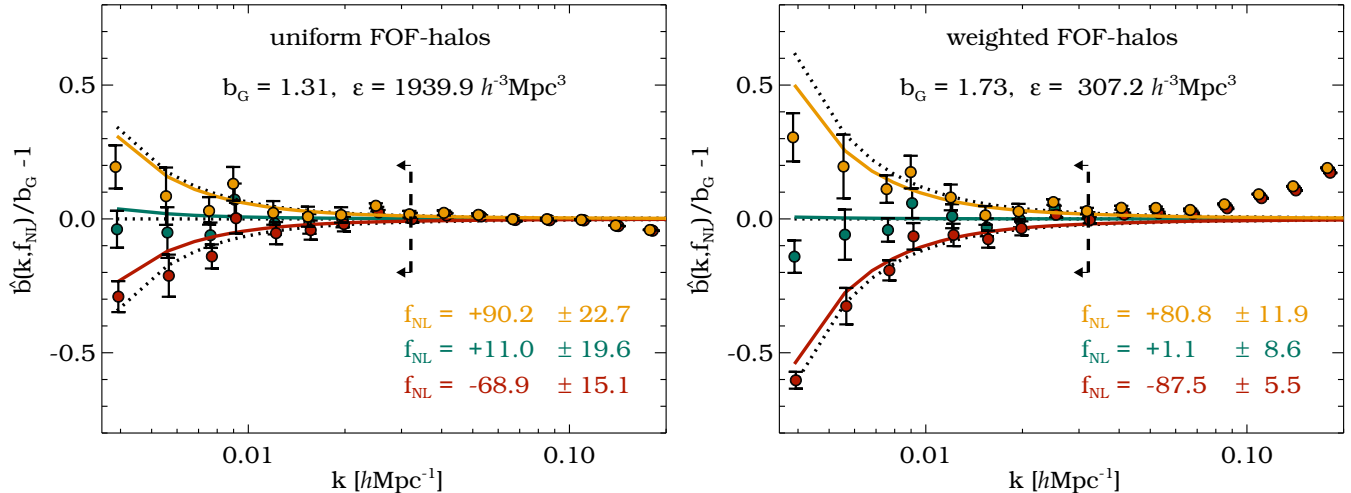 uniform FOF-halos
b_G = 1.31, ε = 1939.9 h⁻³Mpc³
0.5
0.0
-0.5
b̂(k,f_NL)/b_G -1
f_NL = +90.2 ± 22.7
f_NL = +11.0 ± 19.6
f_NL = -68.9 ± 15.1
0.01 0.10
k [hMpc⁻¹]
weighted FOF-halos
b_G = 1.73, ε = 307.2 h⁻³Mpc³
0.5
0.0
-0.5
b̂(k,f_NL)/b_G -1
f_NL = +80.8 ± 11.9
f_NL = +1.1 ± 8.6
f_NL = -87.5 ± 5.5
0.01 0.10
k [hMpc⁻¹]